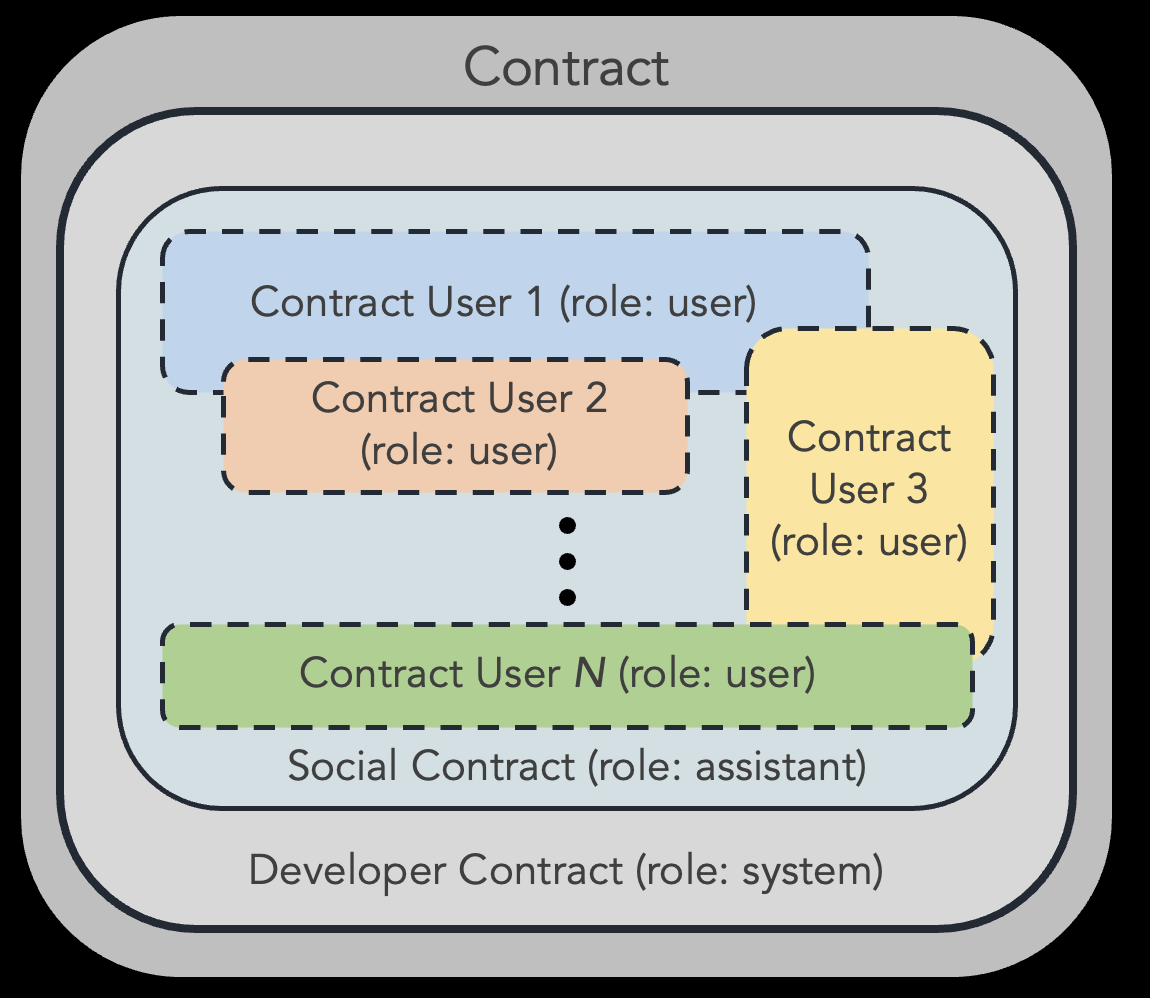 Contract
Contract User 1 (role: user)
Contract User 2
(role: user)
Contract
User 3
(role: user)
Contract User N (role: user)
Social Contract (role: assistant)
Developer Contract (role: system)